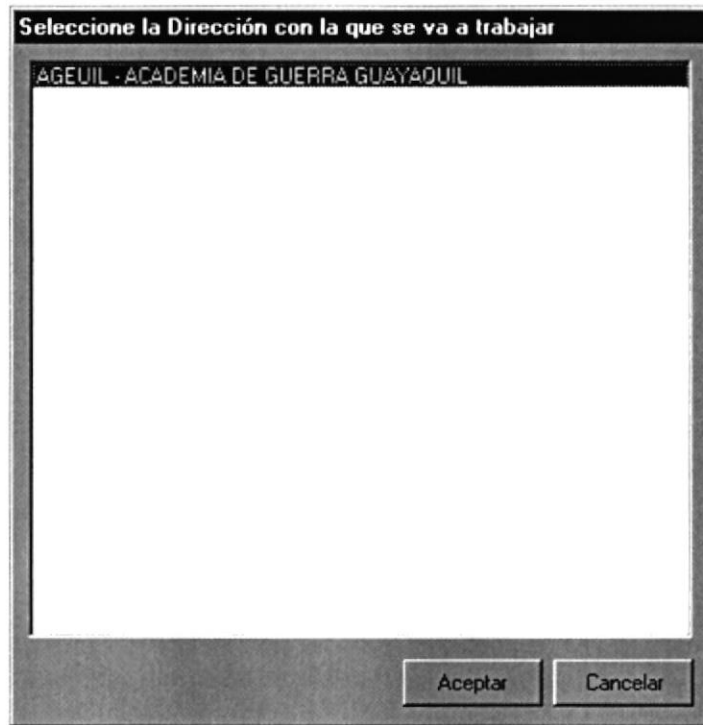 Seleccione la Dirección con la que se va a trabajar
AGEUIL - ACADEMIA DE GUERRA GUAYAQUIL
Aceptar
Cancelar